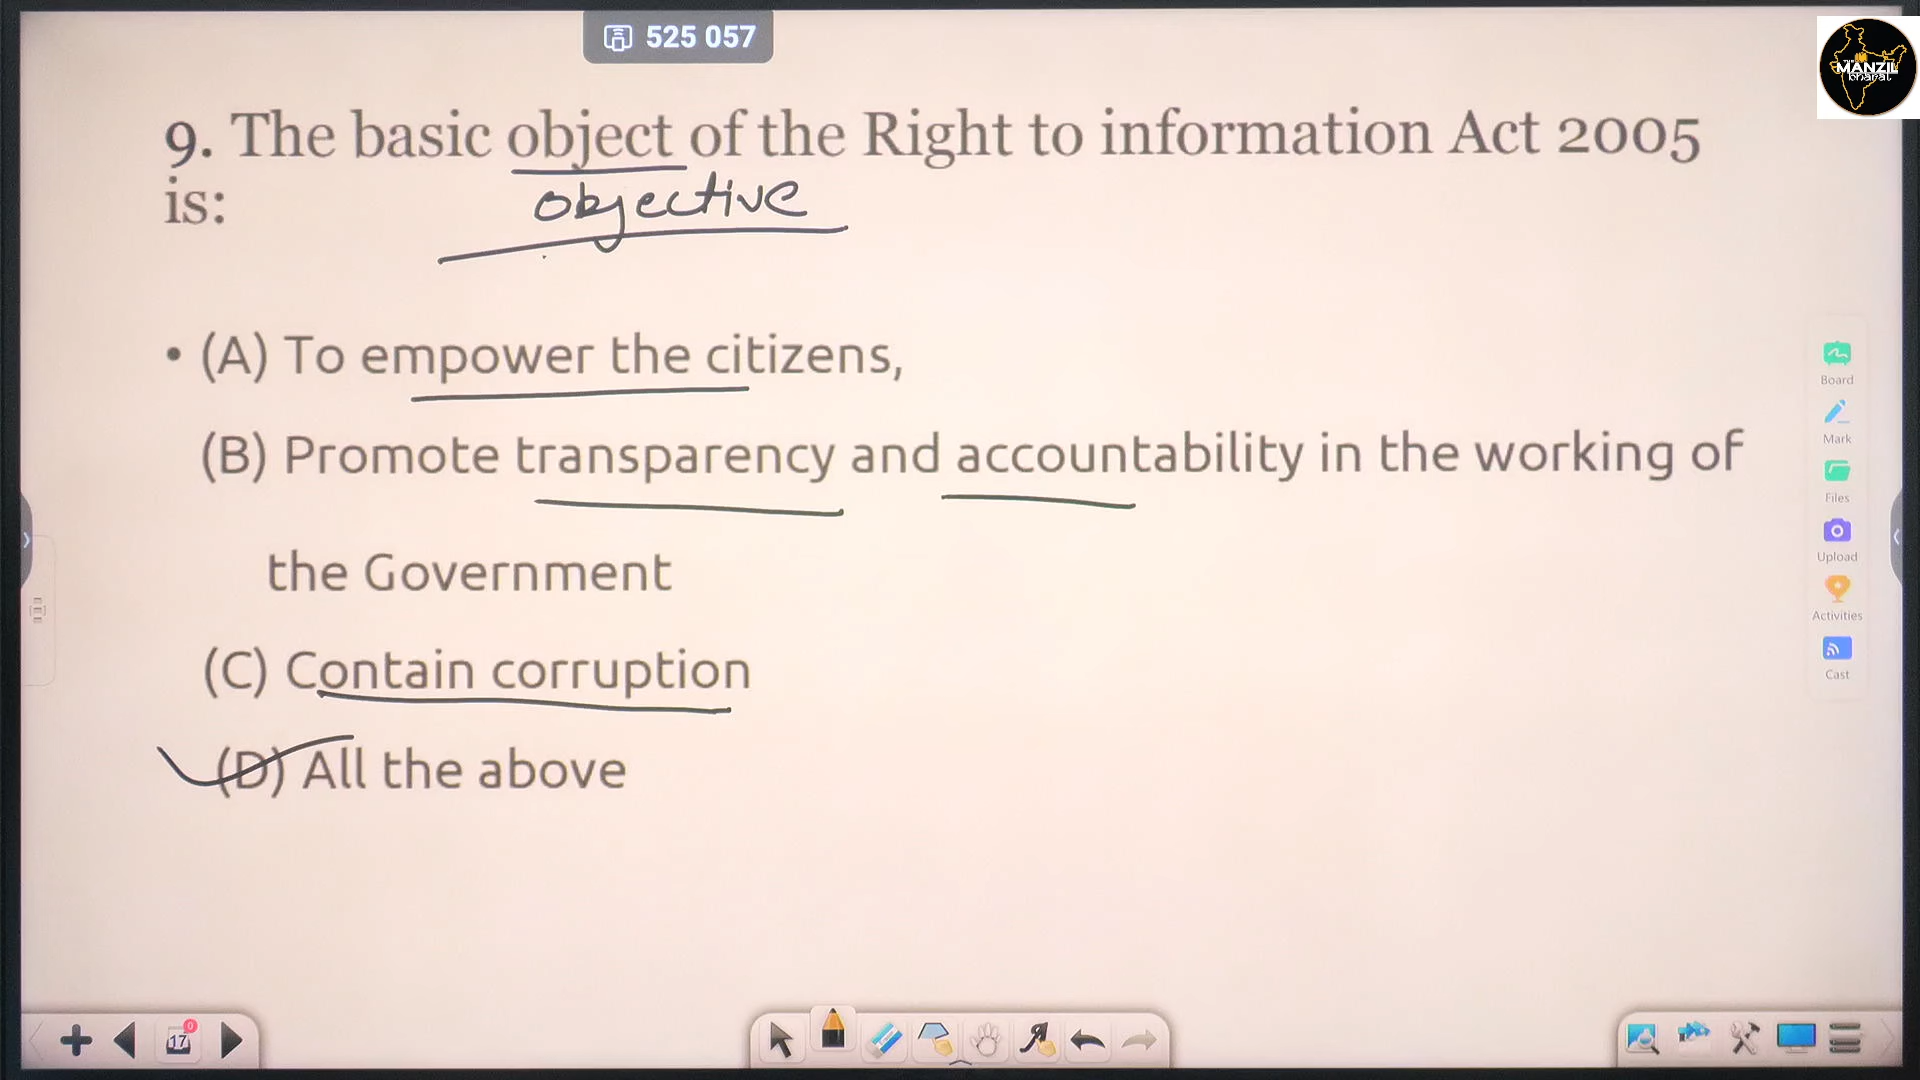 525 057
MANZIL
bharat
9. The basic object of the Right to information Act 2005
is:
objective
• (A) To empower the citizens,
(B) Promote transparency and accountability in the working of
the Government
(C) Contain corruption
(D) All the above
Board
Mark
Files
Upload
Activities
Cast
17
0